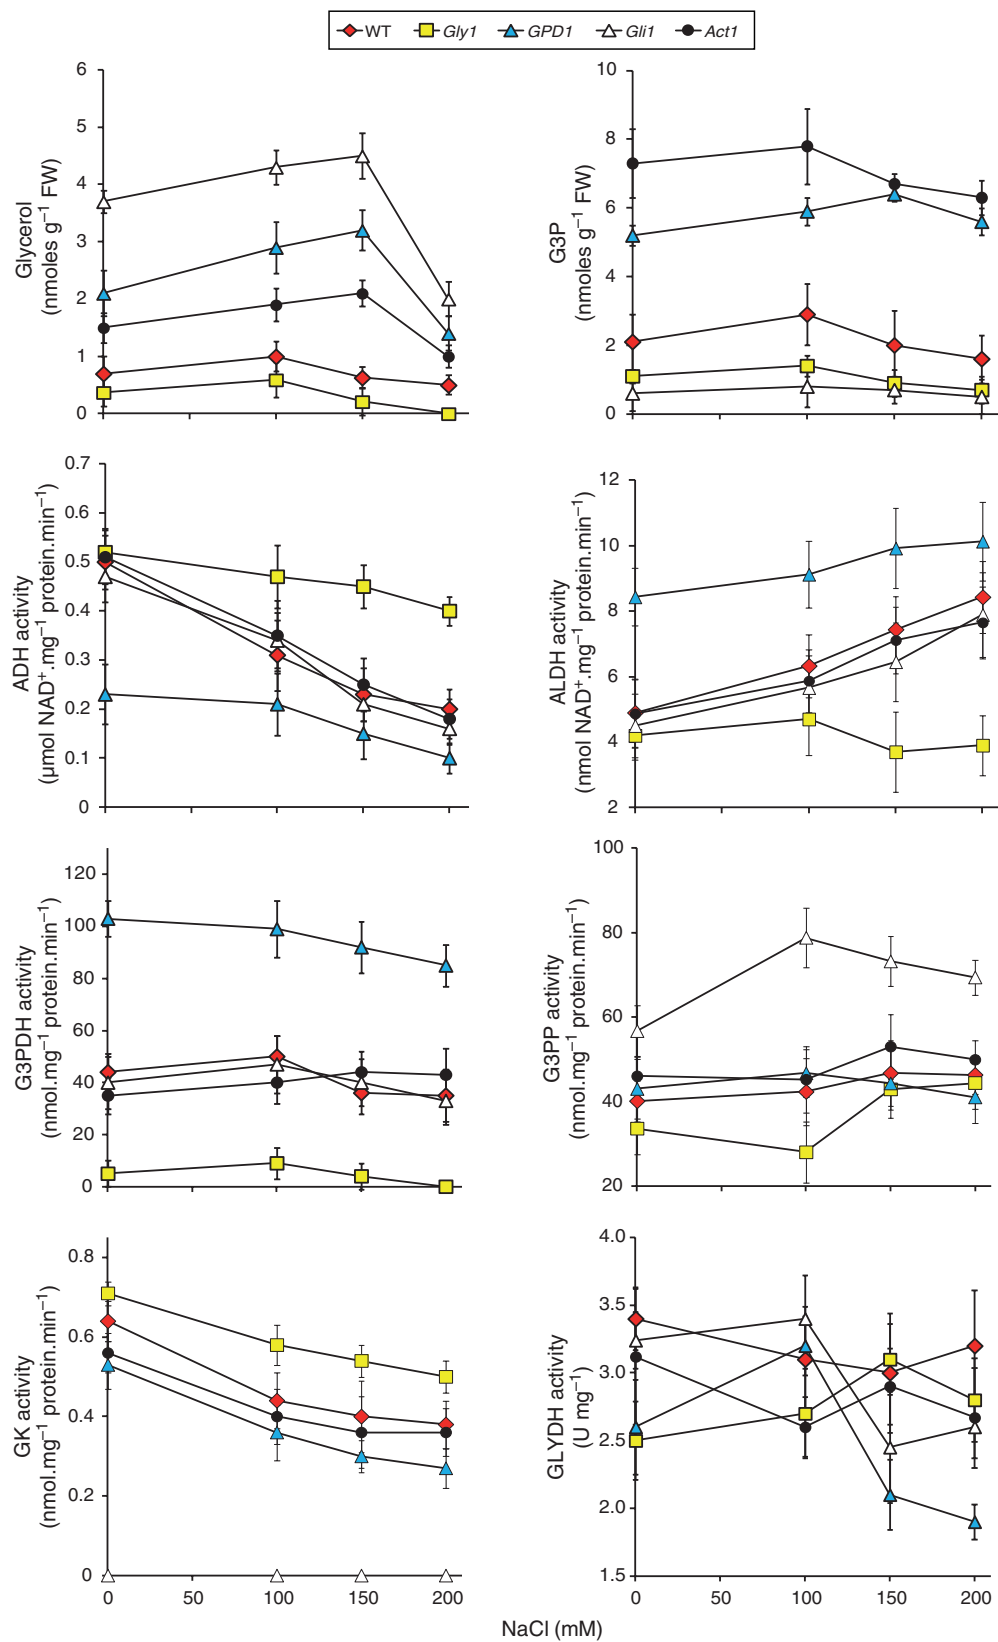 WT Gly1 GPD1 Gli1 Act1
Glycerol
(nmoles g⁻¹ FW)
6
5
4
3
2
1
0
G3P
(nmoles g⁻¹ FW)
10
8
6
4
2
0
ADH activity
(μmol NAD⁺.mg⁻¹ protein.min⁻¹)
0.7
0.6
0.5
0.4
0.3
0.2
0.1
0
ALDH activity
(nmol NAD⁺.mg⁻¹ protein.min⁻¹)
12
10
8
6
4
2
G3PDH activity
(nmol.mg⁻¹ protein.min⁻¹)
120
100
80
60
40
20
0
G3PP activity
(nmol.mg⁻¹ protein.min⁻¹)
100
80
60
40
20
GK activity
(nmol.mg⁻¹ protein.min⁻¹)
0.8
0.6
0.4
0.2
0
0 50 100 150 200
GLYDH activity
(U mg⁻¹)
4.0
3.5
3.0
2.5
2.0
1.5
0 50 100 150 200
NaCl (mM)